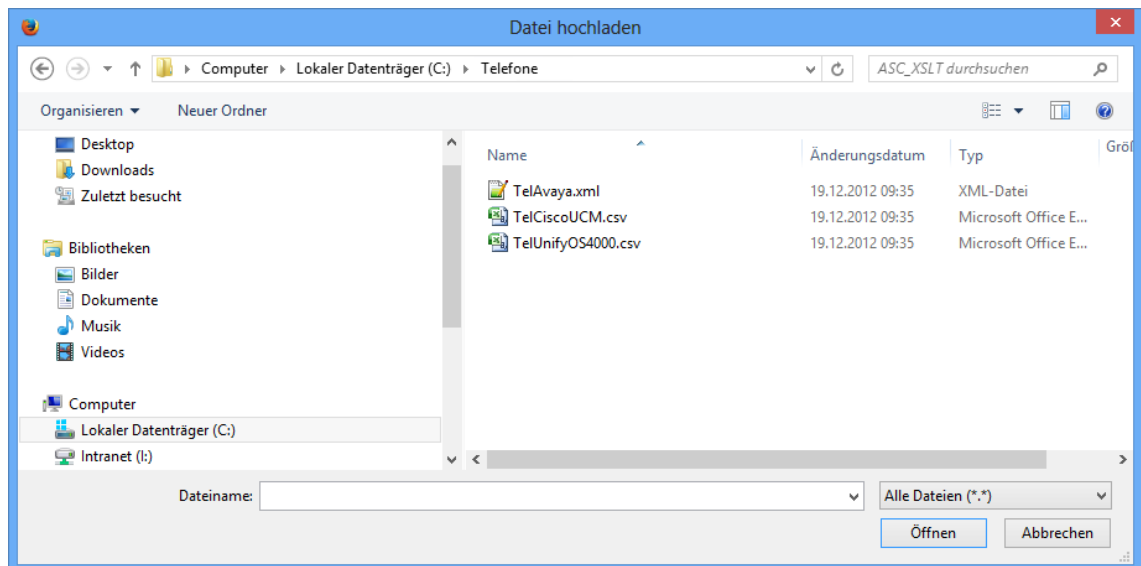 Datei hochladen
Computer Lokaler Datenträger (C:) Telefone ASC_XSLT durchsuchen
Organisieren Neuer Ordner
Desktop
Downloads
Zuletzt besucht
Bibliotheken
Bilder
Dokumente
Musik
Videos
Computer
Lokaler Datenträger (C:)
Intranet (I:)
Name Änderungsdatum Typ Größ
TelAvaya.xml 19.12.2012 09:35 XML-Datei
TelCiscoUCM.csv 19.12.2012 09:35 Microsoft Office E...
TelUnifyOS4000.csv 19.12.2012 09:35 Microsoft Office E...
Dateiname: Alle Dateien (*.*)
Öffnen Abbrechen